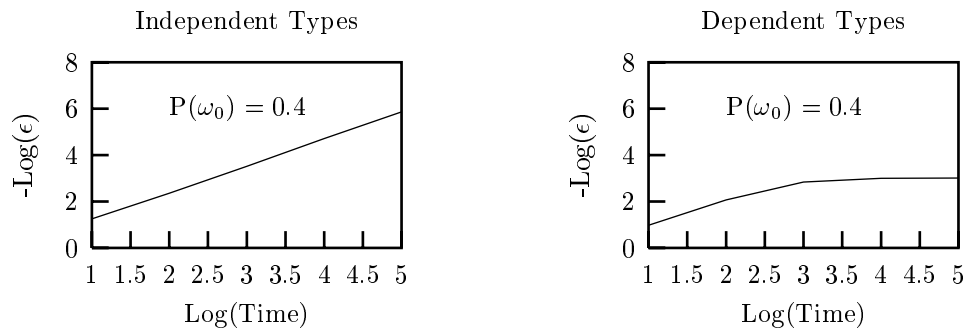 Independent Types
8
6
4
2
0
-Log(ϵ)
P(ω₀) = 0.4
1 1.5 2 2.5 3 3.5 4 4.5 5
Log(Time)
Dependent Types
8
6
4
2
0
-Log(ϵ)
P(ω₀) = 0.4
1 1.5 2 2.5 3 3.5 4 4.5 5
Log(Time)